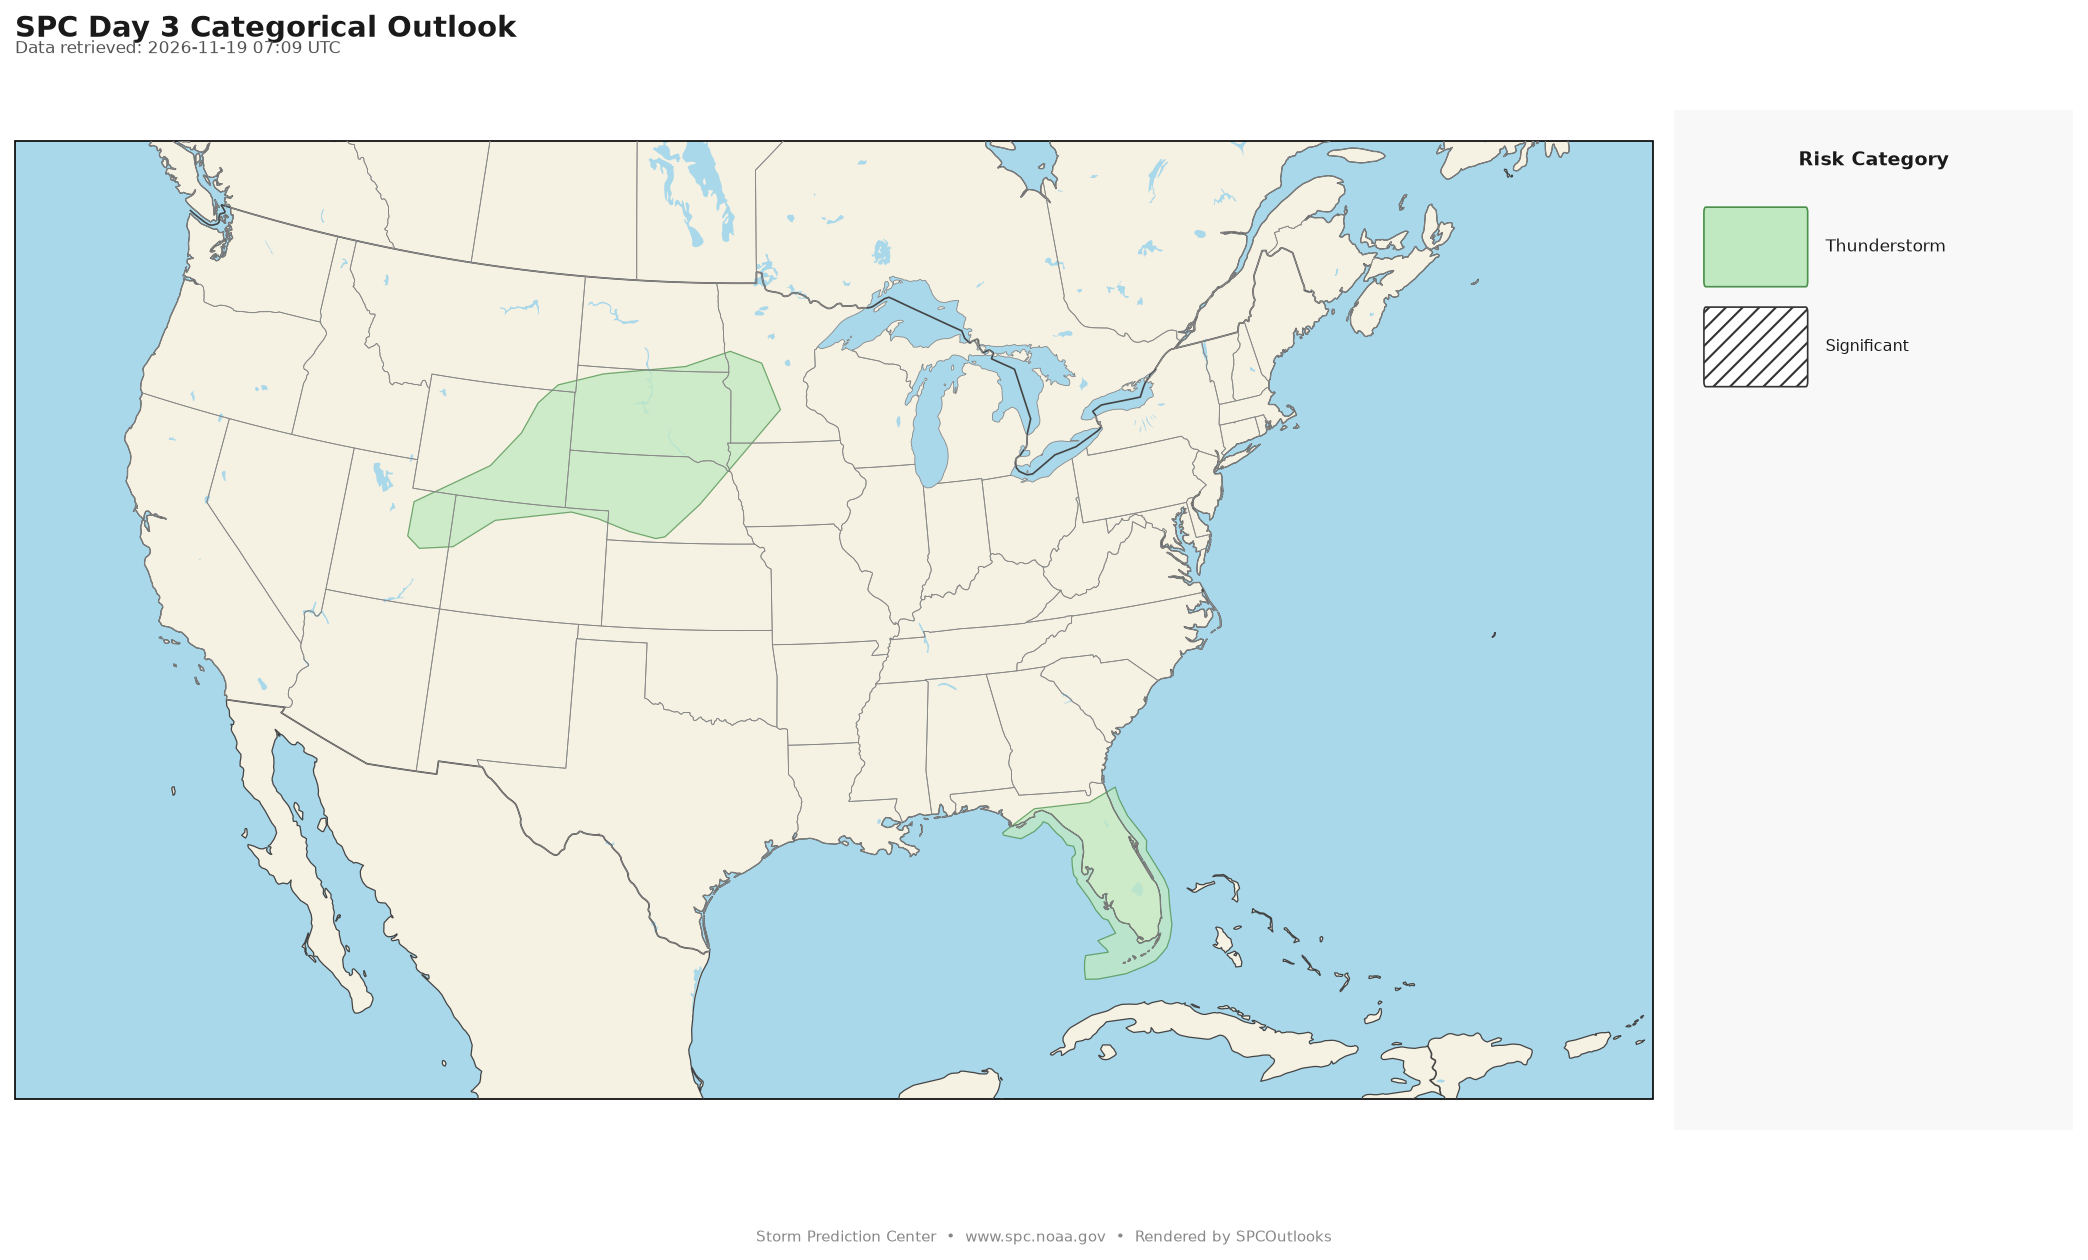 SPC Day 3 Categorical Outlook
Data retrieved: 2026-11-19 07:09 UTC
Risk Category
Thunderstorm
Significant
Storm Prediction Center • www.spc.noaa.gov • Rendered by SPCOutlooks